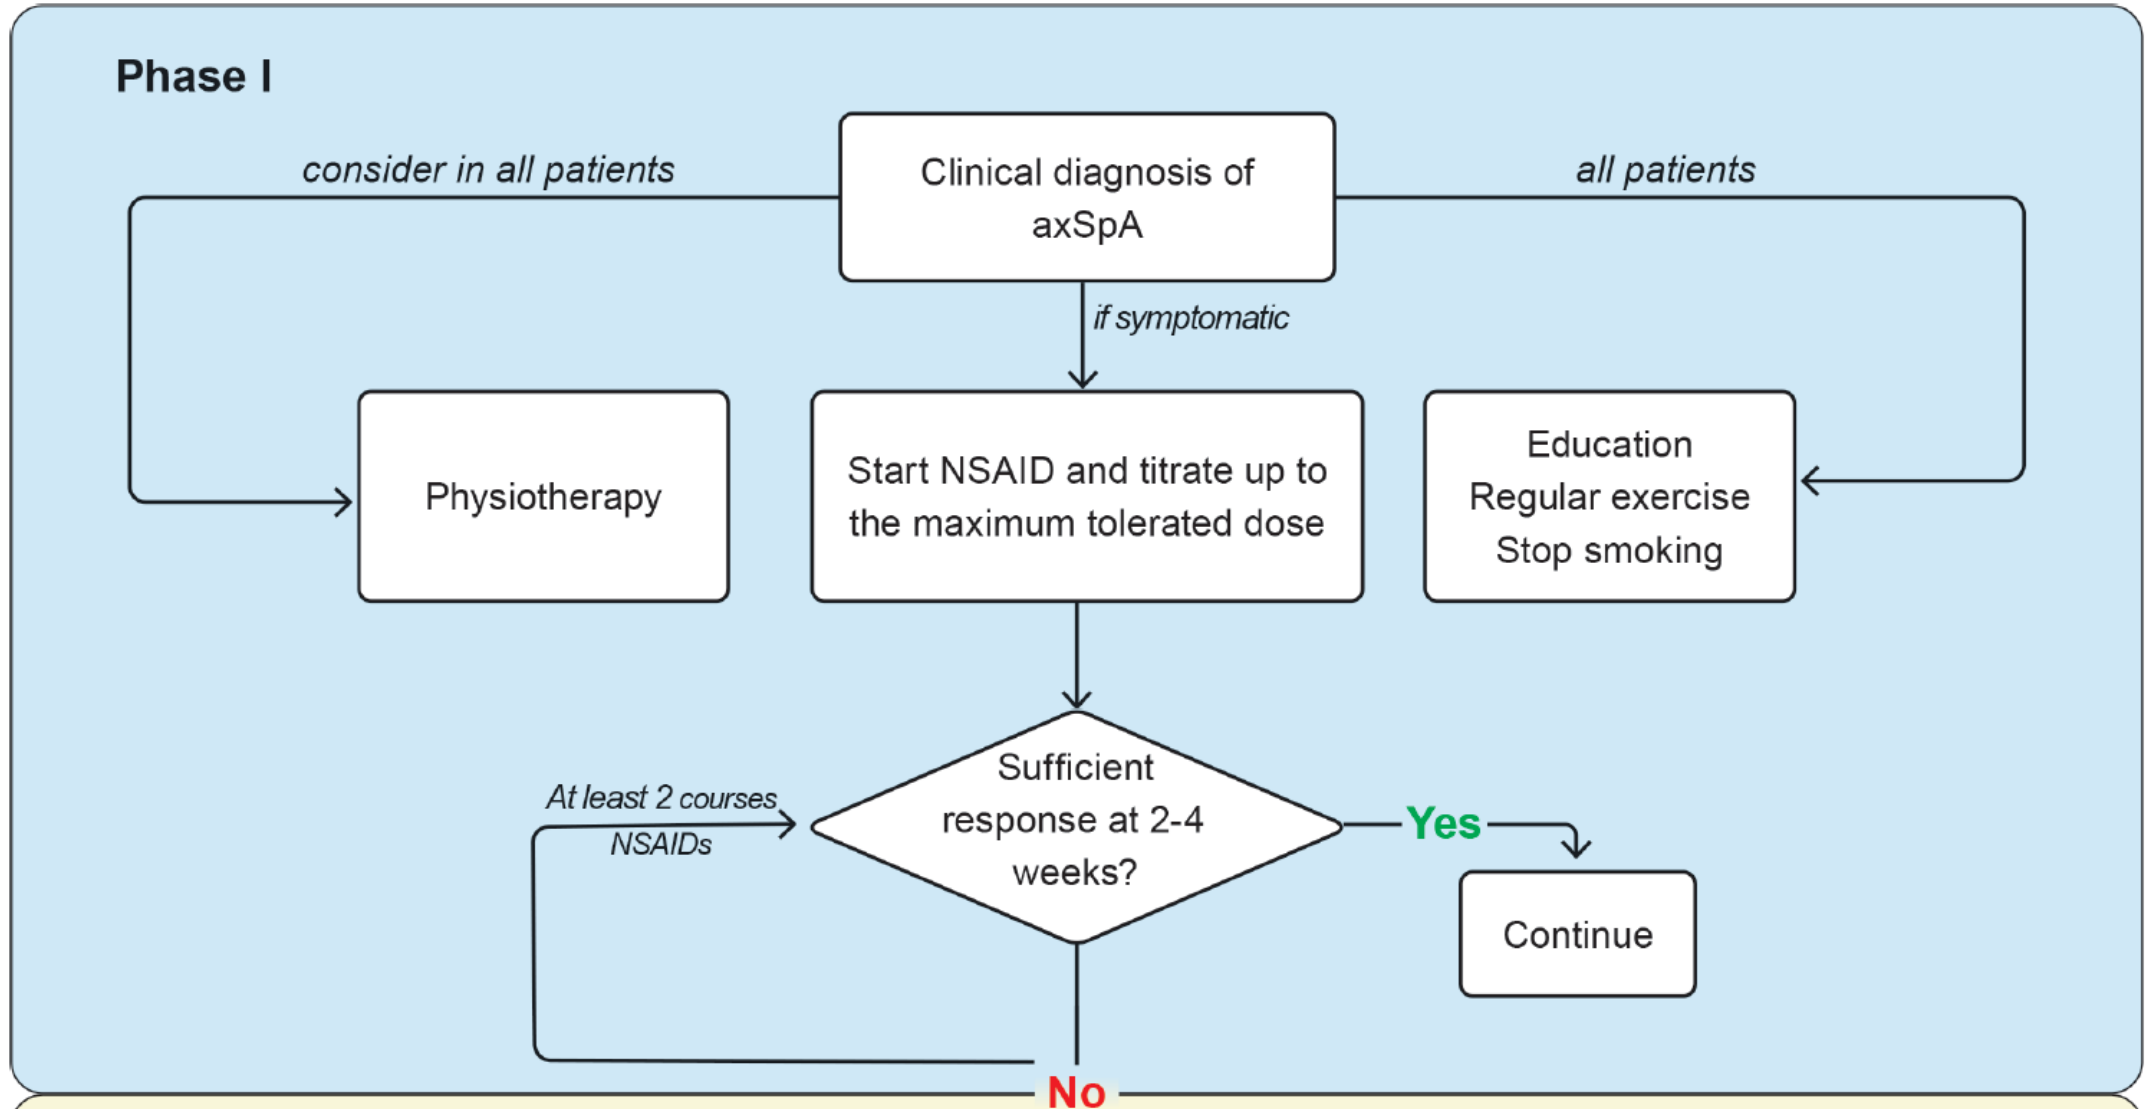 Phase I
consider in all patients
Clinical diagnosis of
axSpA
all patients
if symptomatic
Physiotherapy
Start NSAID and titrate up to
the maximum tolerated dose
Education
Regular exercise
Stop smoking
At least 2 courses
NSAIDs
Sufficient
response at 2-4
weeks?
Yes
Continue
No